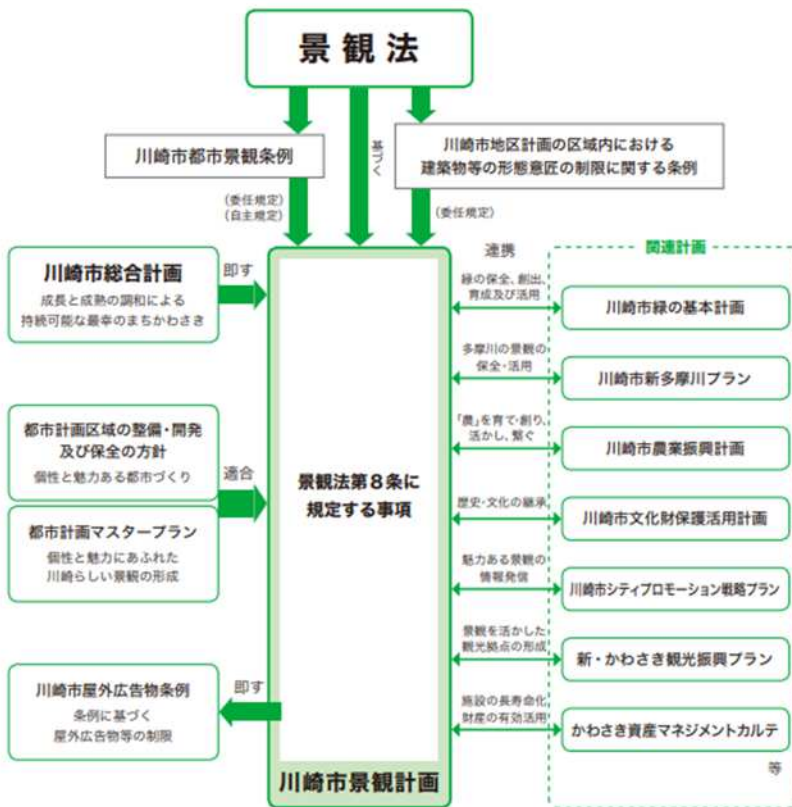 景観法
川崎市都市景観条例
基づく
川崎市地区計画の区域内における
建築物等の形態意匠の制限に関する条例
(委任規定)
(自主規定)
(委任規定)
川崎市総合計画
成長と成熟の調和による
持続可能な最幸のまちかわさき
即す
都市計画区域の整備・開発
及び保全の方針
個性と魅力ある都市づくり
適合
都市計画マスタープラン
個性と魅力にあふれた
川崎らしい景観の形成
川崎市屋外広告物条例
条例に基づく
屋外広告物等の制限
即す
景観法第8条に
規定する事項
川崎市景観計画
連携
関連計画
緑の保全、創出、
育成及び活用
川崎市緑の基本計画
多摩川の景観の
保全・活用
川崎市新多摩川プラン
「農」を育て・創り、
活かし、繋ぐ
川崎市農業振興計画
歴史・文化の継承
川崎市文化財保護活用計画
魅力ある景観の
情報発信
川崎市シティプロモーション戦略プラン
景観を活かした
観光拠点の形成
新・かわさき観光振興プラン
施設の長寿命化
財産の有効活用
かわさき資産マネジメントカルテ
等